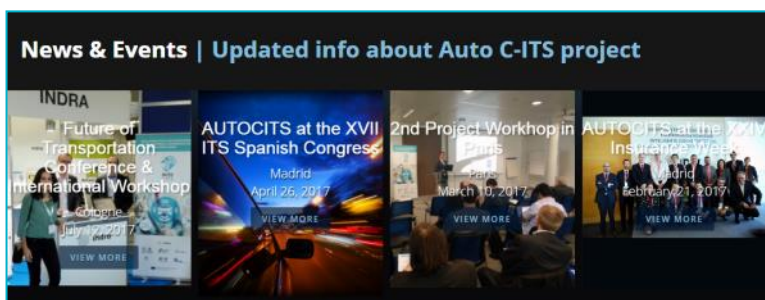 News & Events | Updated info about Auto C-ITS project
INDRA
Future of
Transportation
Conference &
International Workshop
Cologne
July 12, 2017
VIEW MORE
AUTOCITS at the XVII
ITS Spanish Congress
Madrid
April 26, 2017
VIEW MORE
2nd Project Workhop in
Paris
Paris
March 10, 2017
VIEW MORE
AUTOCITS at the XXIV
Insurance Week
Madrid
February 21, 2017
VIEW MORE